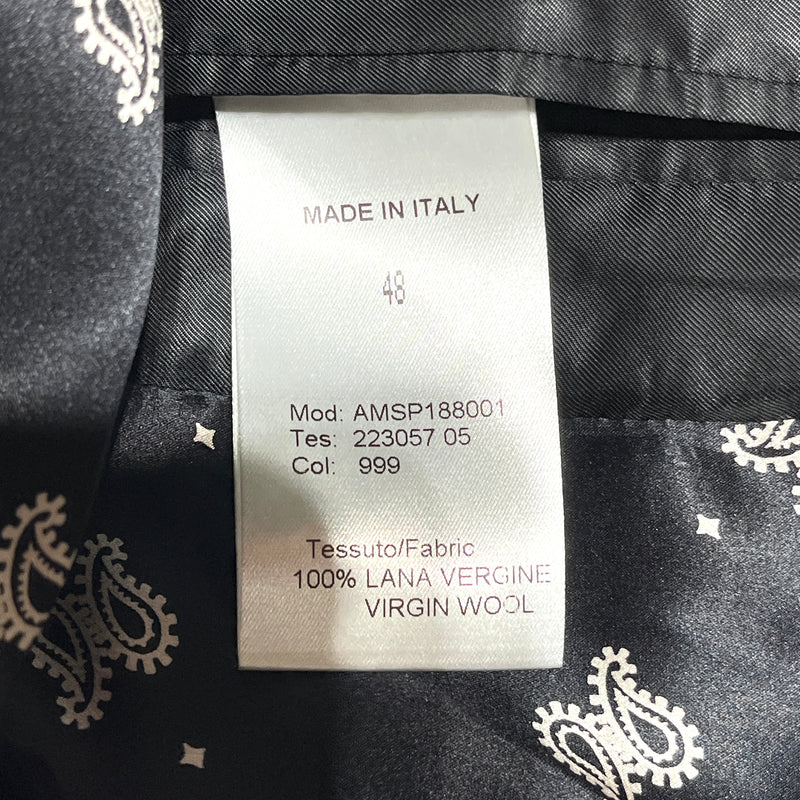 MADE IN ITALY
48
Mod: AMSP188001
Tes: 223057 05
Col: 999
Tessuto/Fabric
100% LANA VERGINE
VIRGIN WOOL